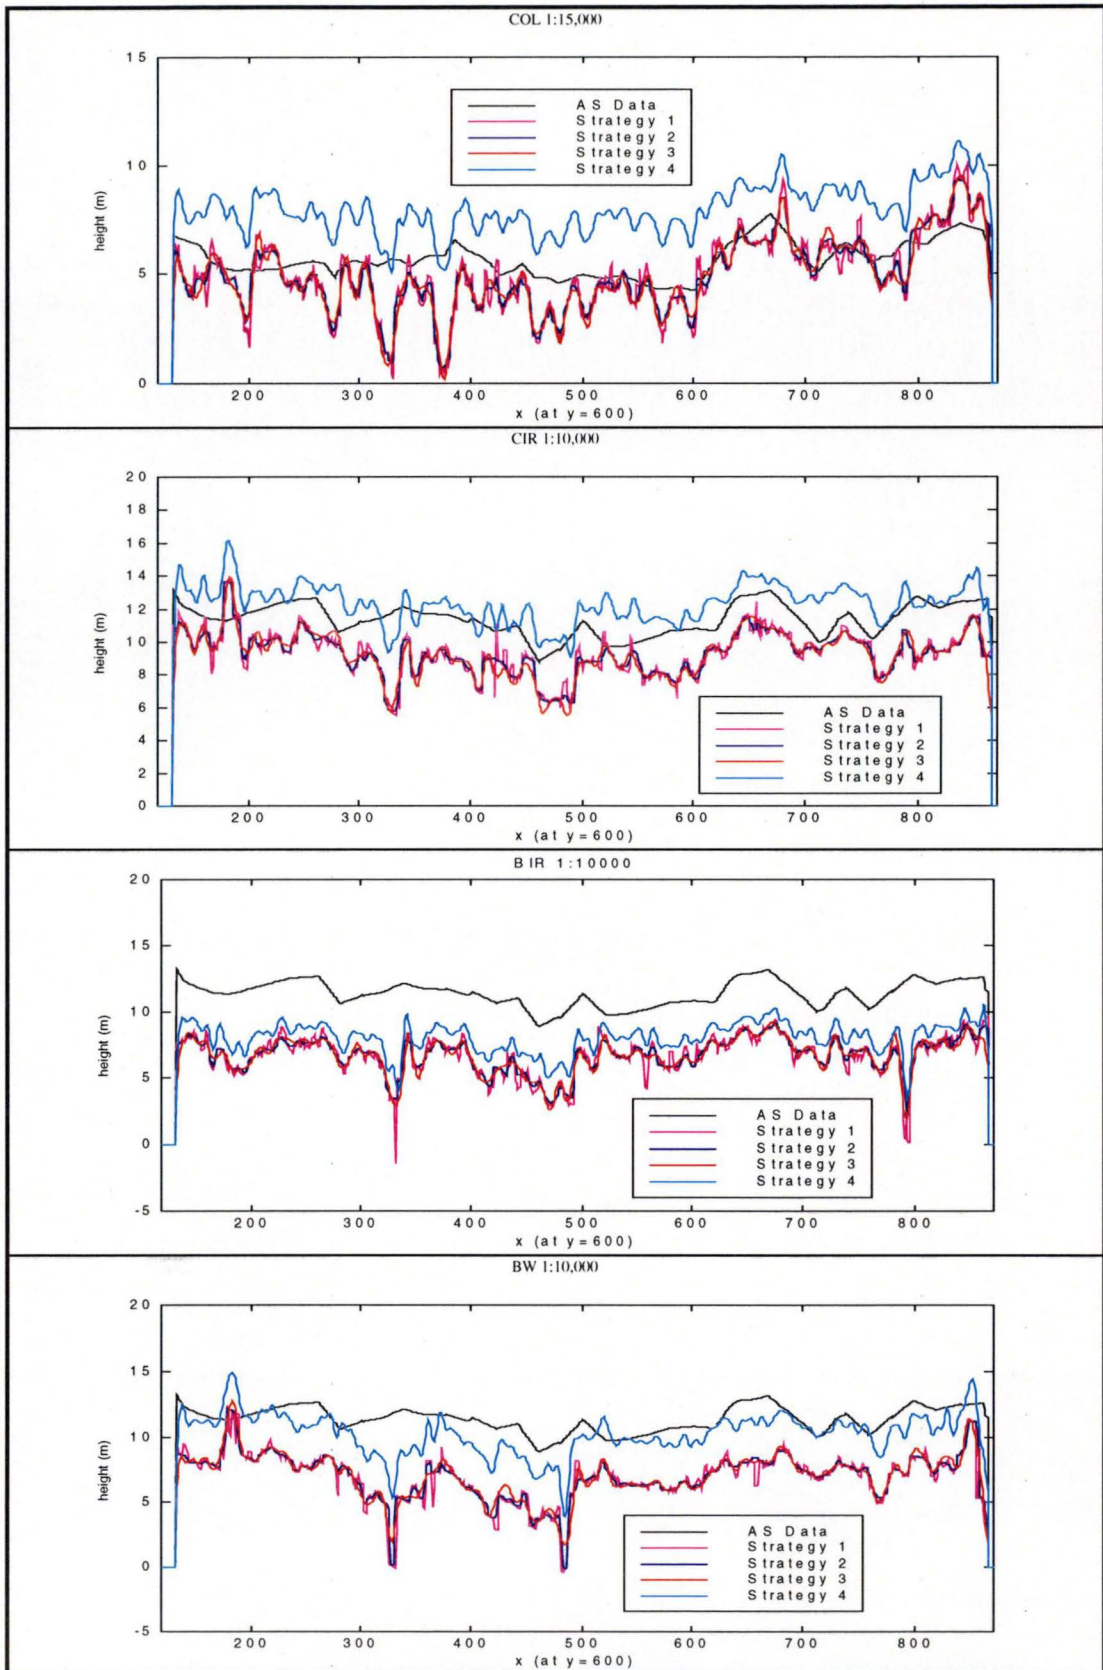 COL 1:15,000
15
10
5
0
height (m)
AS Data
Strategy 1
Strategy 2
Strategy 3
Strategy 4
200 300 400 500 600 700 800
x (at y=600)
CIR 1:10,000
20
18
16
14
12
10
8
6
4
2
0
height (m)
AS Data
Strategy 1
Strategy 2
Strategy 3
Strategy 4
200 300 400 500 600 700 800
x (at y=600)
BIR 1:10000
20
15
10
5
0
-5
height (m)
AS Data
Strategy 1
Strategy 2
Strategy 3
Strategy 4
200 300 400 500 600 700 800
x (at y=600)
BW 1:10,000
20
15
10
5
0
-5
height (m)
AS Data
Strategy 1
Strategy 2
Strategy 3
Strategy 4
200 300 400 500 600 700 800
x (at y=600)